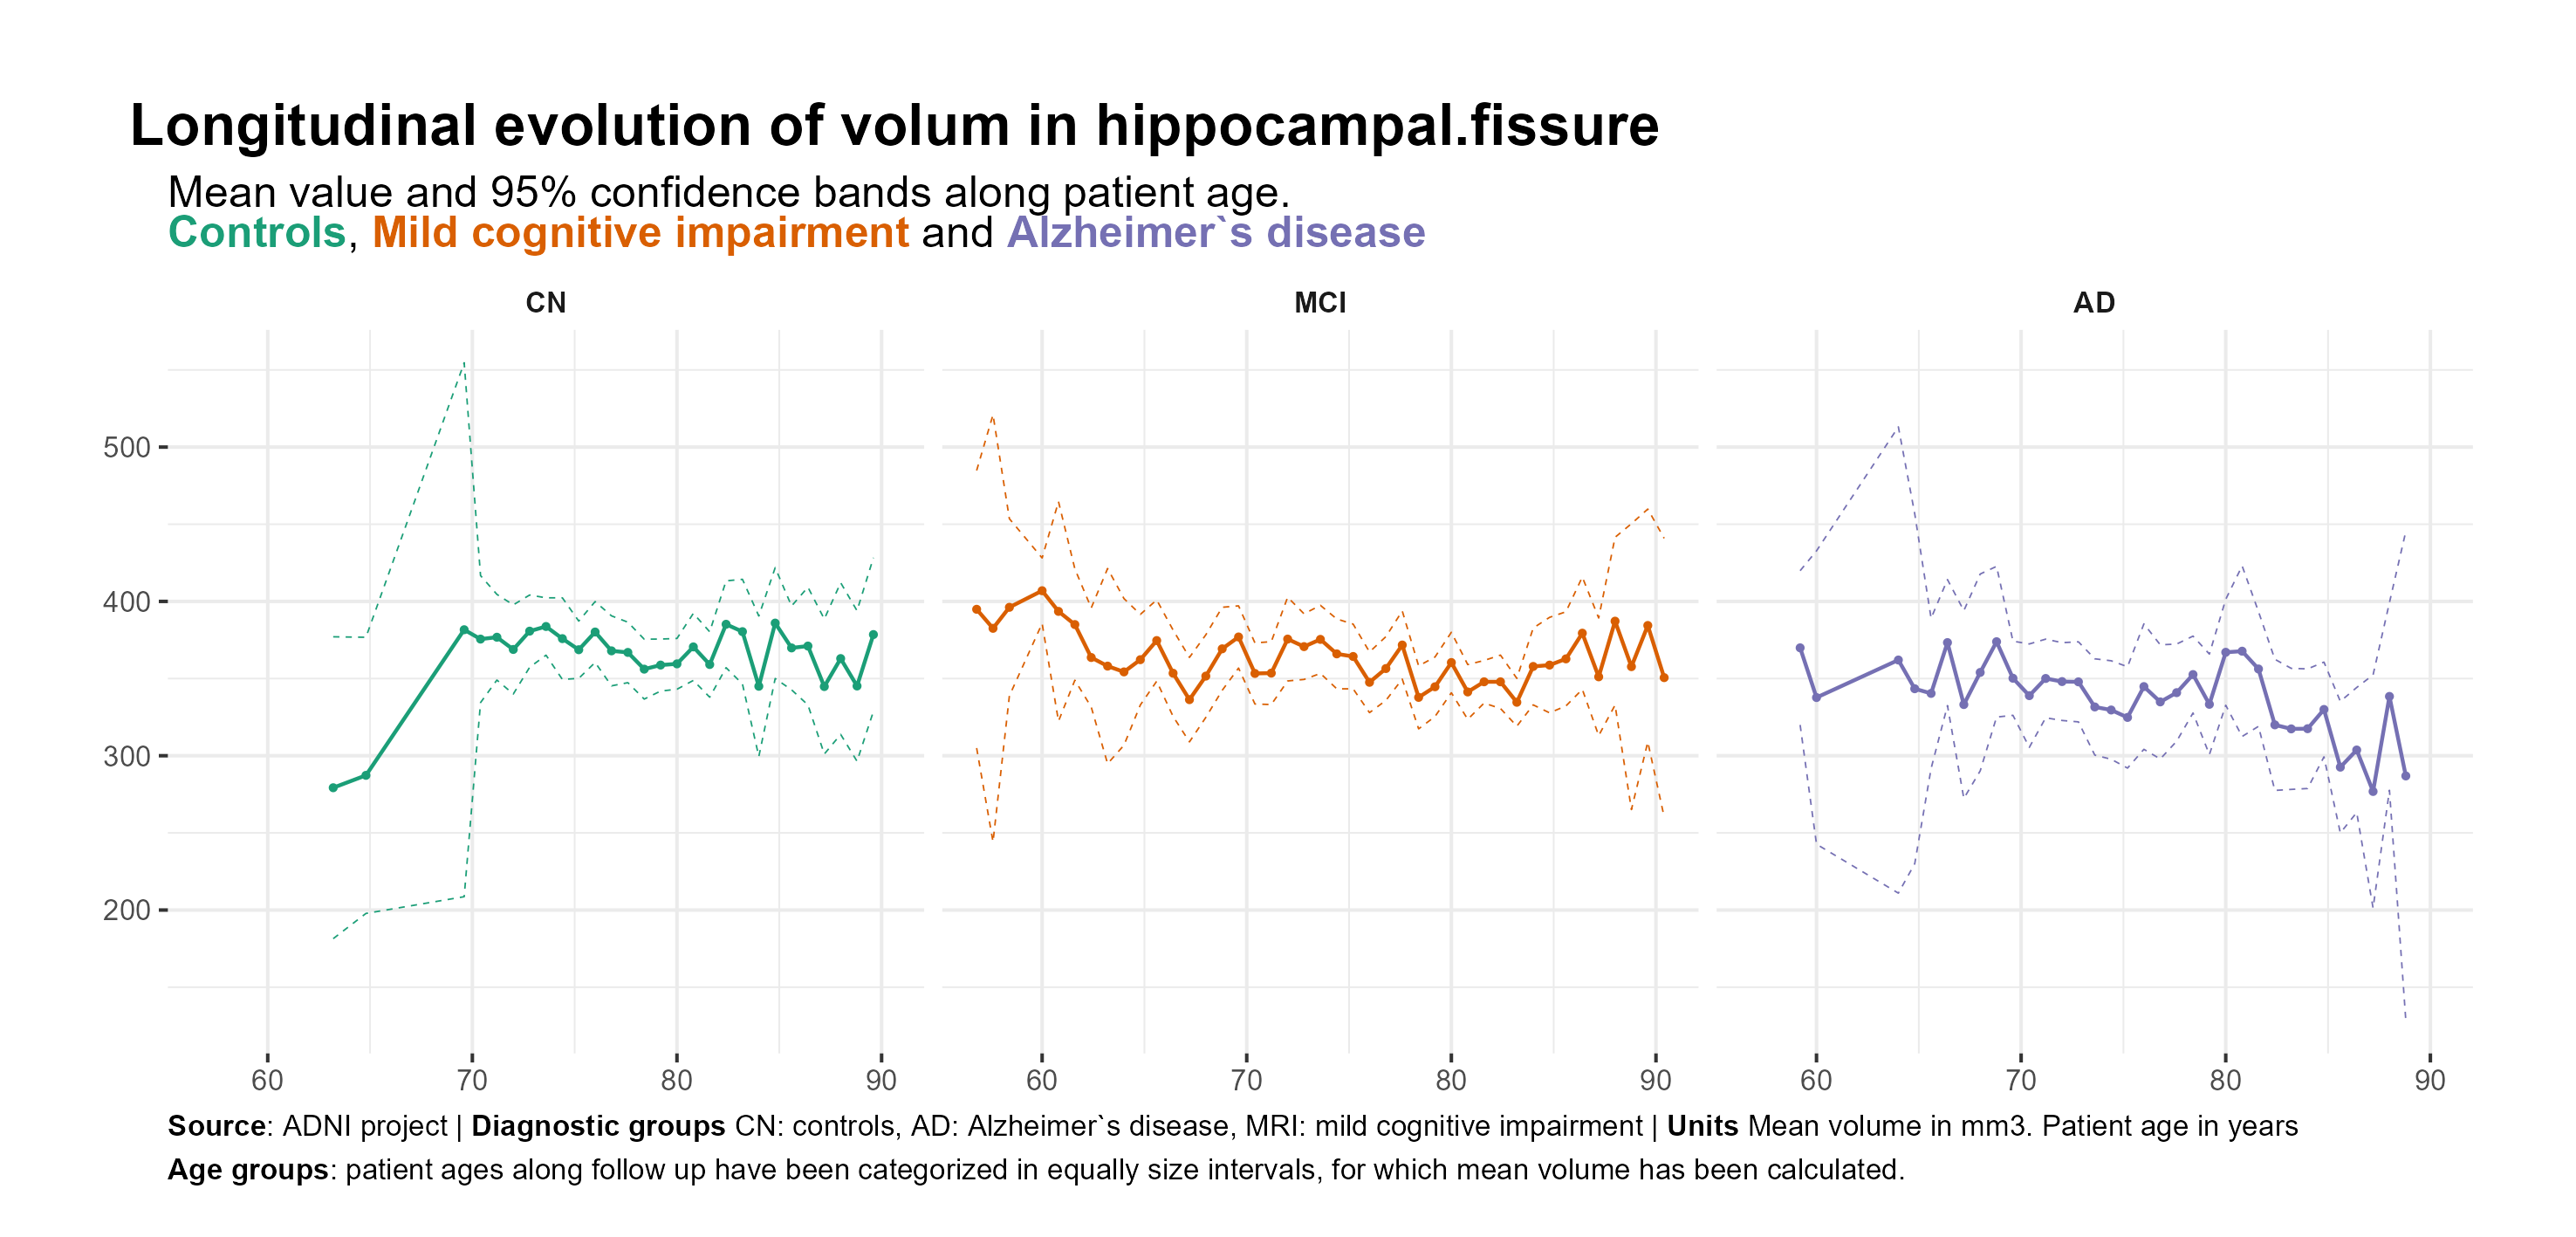 Longitudinal evolution of volum in hippocampal.fissure
Mean value and 95% confidence bands along patient age.
Controls, Mild cognitive impairment and Alzheimer`s disease
CN MCI AD
500
400
300
200
60 70 80 90 60 70 80 90 60 70 80 90
Source: ADNI project | Diagnostic groups CN: controls, AD: Alzheimer`s disease, MRI: mild cognitive impairment | Units Mean volume in mm3. Patient age in years
Age groups: patient ages along follow up have been categorized in equally size intervals, for which mean volume has been calculated.